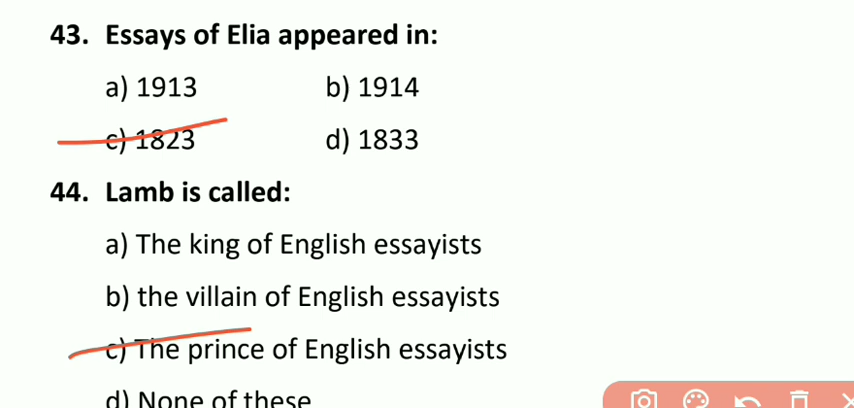 43. Essays of Elia appeared in:
a) 1913 b) 1914
c) 1823 d) 1833
44. Lamb is called:
a) The king of English essayists
b) the villain of English essayists
c) The prince of English essayists
d) None of these